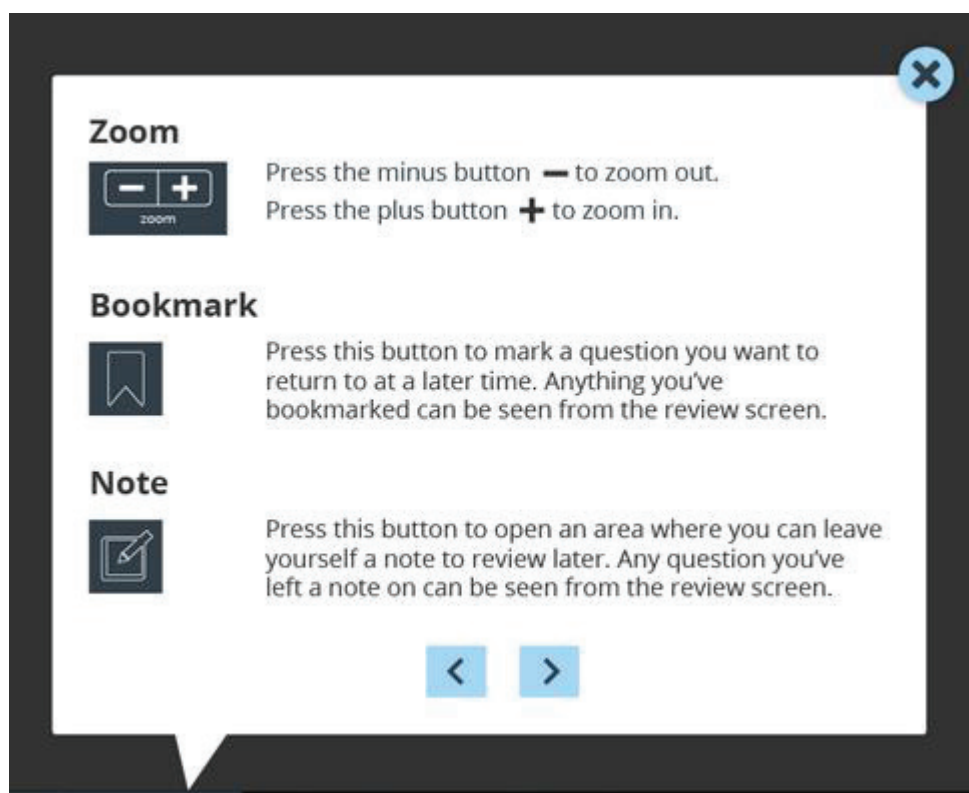 Zoom
zoom
Press the minus button − to zoom out.
Press the plus button + to zoom in.
Bookmark
Press this button to mark a question you want to
return to at a later time. Anything you’ve
bookmarked can be seen from the review screen.
Note
Press this button to open an area where you can leave
yourself a note to review later. Any question you’ve
left a note on can be seen from the review screen.